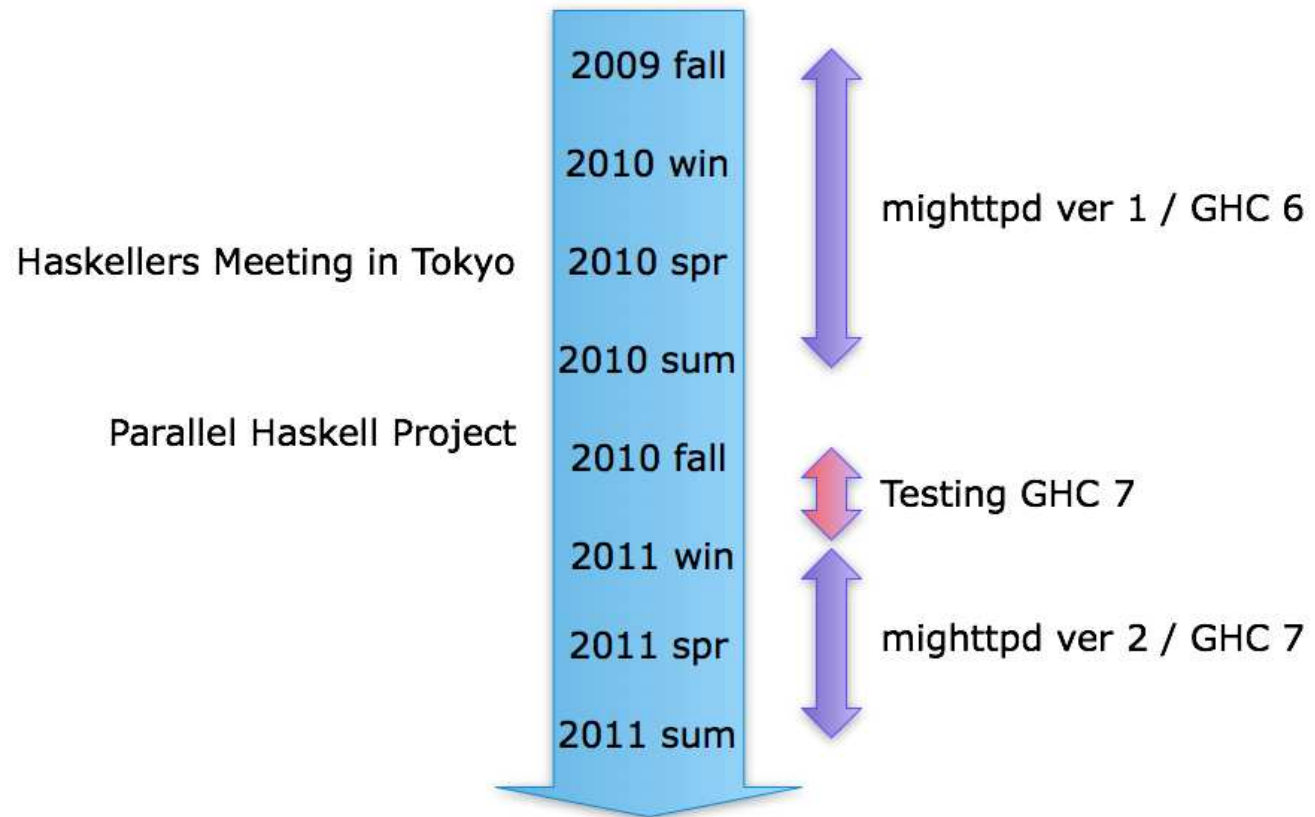 2009 fall
2010 win
mighttpd ver 1 / GHC 6
Haskellers Meeting in Tokyo
2010 spr
2010 sum
Parallel Haskell Project
2010 fall
Testing GHC 7
2011 win
2011 spr
mighttpd ver 2 / GHC 7
2011 sum